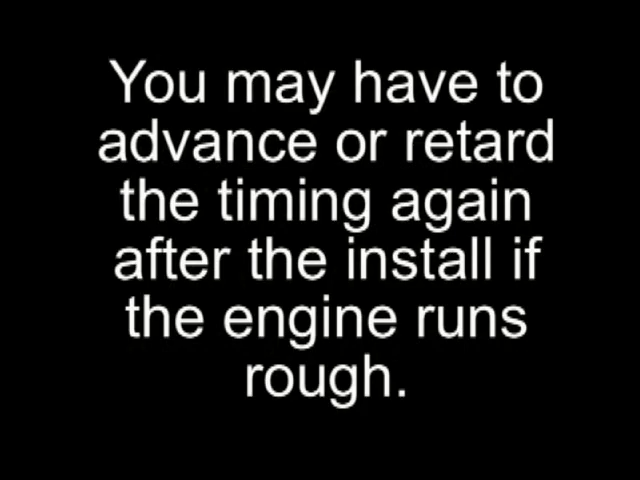 You may have to
advance or retard
the timing again
after the install if
the engine runs
rough.